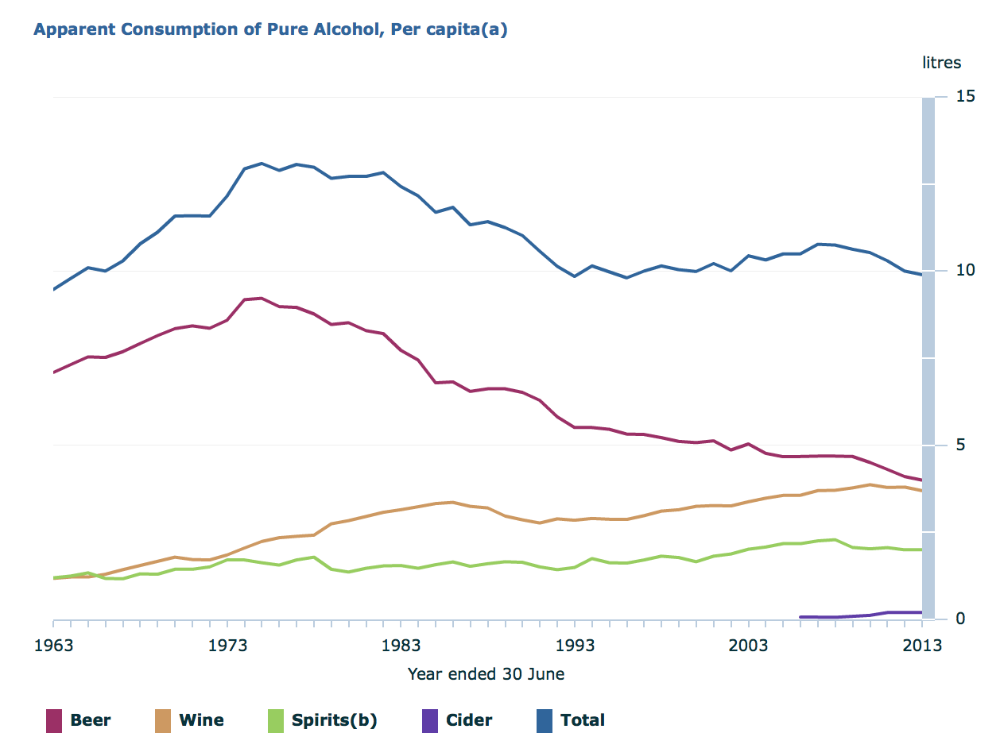 Apparent Consumption of Pure Alcohol, Per capita(a)
litres
15
10
5
0
1963 1973 1983 1993 2003 2013
Year ended 30 June
Beer Wine Spirits(b) Cider Total